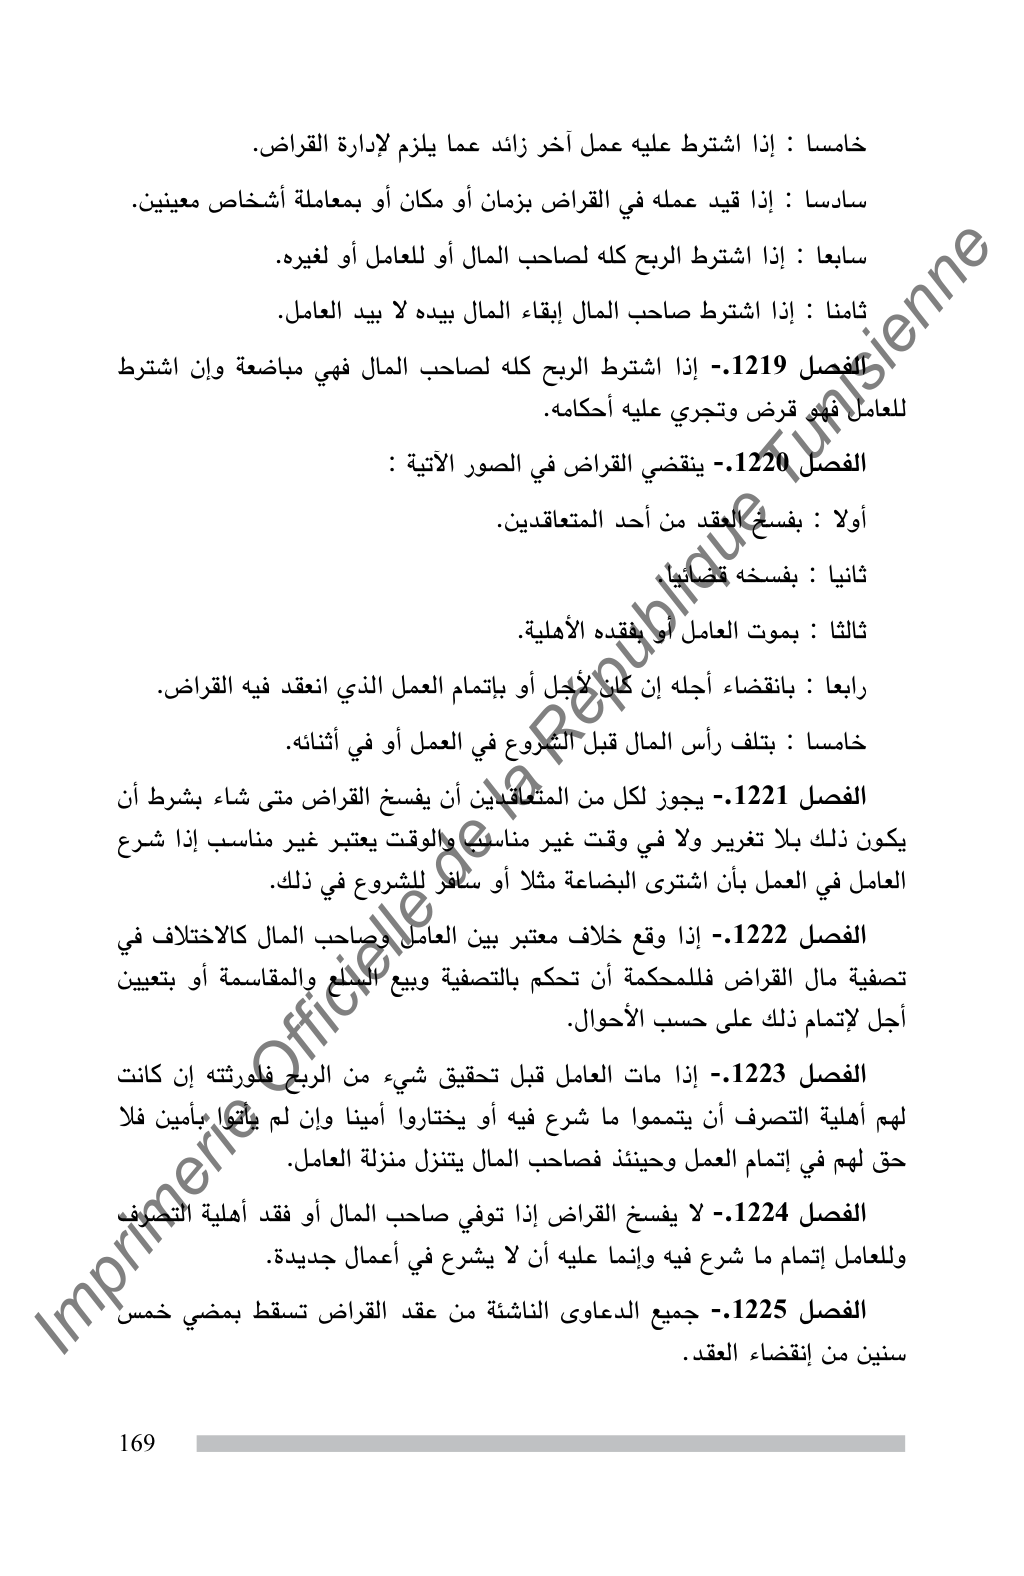 خامسا : إذا اشترط عليه عمل آخر زائد عما يلزم لإدارة القراض.
سادسا : إذا قيد عمله في القراض بزمان أو مكان أو بمعاملة أشخاص معينين.
سابعا : إذا اشترط الربح كله لصاحب المال أو للعامل أو لغيره.
ثامنا : إذا اشترط صاحب المال إبقاء المال بيده لا بيد العامل.
الفصل 1219.- إذا اشترط الربح كله لصاحب المال فهي مباضعة وإن اشترط
للعامل فهو قرض وتجري عليه أحكامه.
الفصل 1220.- ينقضي القراض في الصور الآتية :
أولا : بفسخ العقد من أحد المتعاقدين.
ثانيا : بفسخه قضائيا.
ثالثا : بموت العامل أو بفقده الأهلية.
رابعا : بانقضاء أجله إن كان لأجل أو بإتمام العمل الذي انعقد فيه القراض.
خامسا : بتلف رأس المال قبل الشروع في العمل أو في أثنائه.
الفصل 1221.- يجوز لكل من المتعاقدين أن يفسخ القراض متى شاء بشرط أن
يكون ذلك بلا تغرير ولا في وقت غير مناسب والوقت يعتبر غير مناسب إذا شرع
العامل في العمل بأن اشترى البضاعة مثلا أو سافر للشروع في ذلك.
الفصل 1222.- إذا وقع خلاف معتبر بين العامل وصاحب المال كالاختلاف في
تصفية مال القراض فللمحكمة أن تحكم بالتصفية وبيع السلع والمقاسمة أو بتعيين
أجل لإتمام ذلك على حسب الأحوال.
الفصل 1223.- إذا مات العامل قبل تحقيق شيء من الربح فلورثته إن كانت
لهم أهلية التصرف أن يتمموا ما شرع فيه أو يختاروا أمينا وإن لم يأتوا بأمين فلا
حق لهم في إتمام العمل وحينئذ فصاحب المال يتنزل منزلة العامل.
الفصل 1224.- لا يفسخ القراض إذا توفي صاحب المال أو فقد أهلية التصرف
وللعامل إتمام ما شرع فيه وإنما عليه أن لا يشرع في أعمال جديدة.
الفصل 1225.- جميع الدعاوى الناشئة من عقد القراض تسقط بمضي خمس
سنين من إنقضاء العقد.
169
Imprimerie Officielle de la République Tunisienne